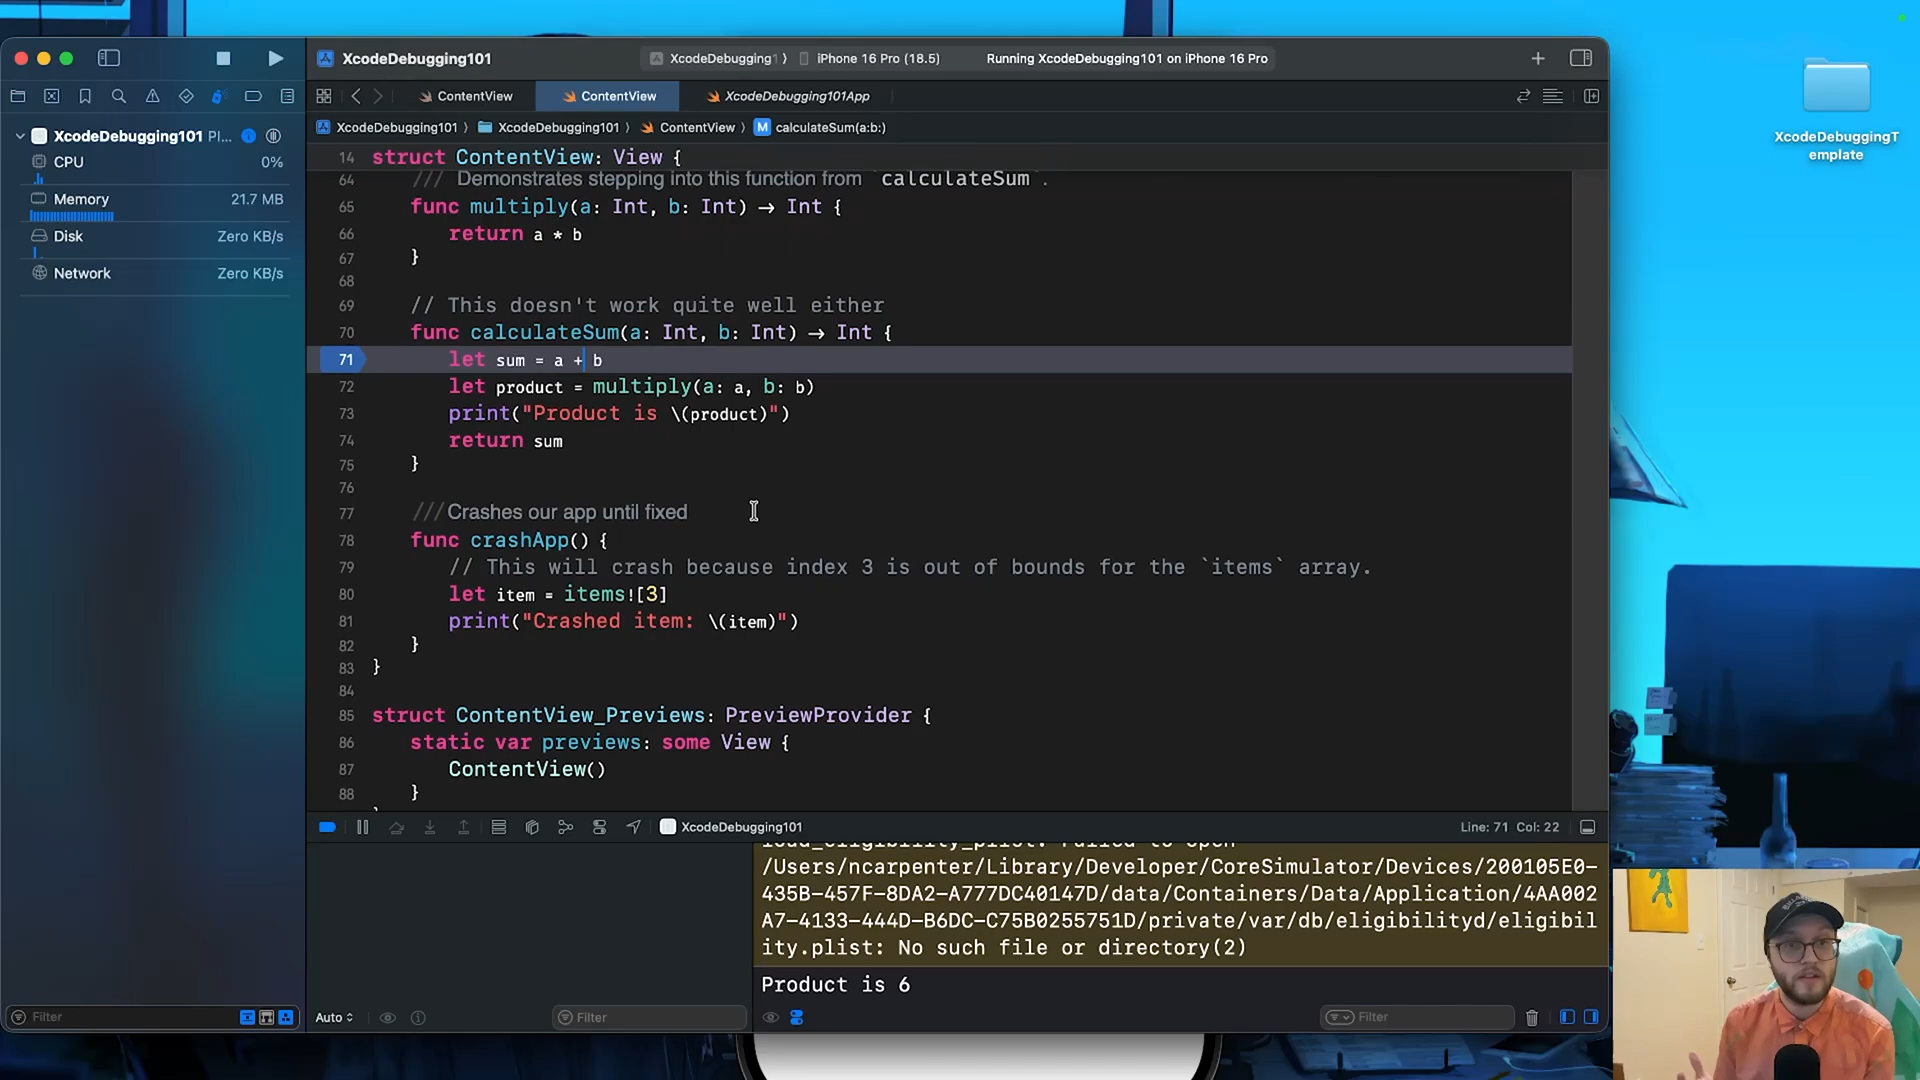 XcodeDebugging101
XcodeDebugging1
iPhone 16 Pro (18.5)
Running XcodeDebugging101 on iPhone 16 Pro
ContentView
ContentView
XcodeDebugging101App
XcodeDebugging101
XcodeDebugging101
ContentView
M calculateSum(a:b:)
XcodeDebugging101 PI...
CPU 0%
Memory 21.7 MB
Disk Zero KB/s
Network Zero KB/s
14 struct ContentView: View {
64 /// Demonstrates stepping into this function from `calculateSum`.
65 func multiply(a: Int, b: Int) -> Int {
66 return a * b
67 }
68
69 // This doesn't work quite well either
70 func calculateSum(a: Int, b: Int) -> Int {
71 let sum = a + b
72 let product = multiply(a: a, b: b)
73 print("Product is \(product)")
74 return sum
75 }
76
77 /// Crashes our app until fixed
78 func crashApp() {
79 // This will crash because index 3 is out of bounds for the `items` array.
80 let item = items![3]
81 print("Crashed item: \(item)")
82 }
83 }
84
85 struct ContentView_Previews: PreviewProvider {
86 static var previews: some View {
87 ContentView()
88 }
XcodeDebugging101
Line: 71 Col: 22
load_eligibility_plist: Failed to open
/Users/ncarpenter/Library/Developer/CoreSimulator/Devices/200105E0-
435B-457F-8DA2-A777DC40147D/data/Containers/Data/Application/4AA002
A7-4133-444D-B6DC-C75B0255751D/private/var/db/eligibilityd/eligibil
ity.plist: No such file or directory(2)
Product is 6
Filter
Auto
Filter
Filter
XcodeDebuggingT
emplate